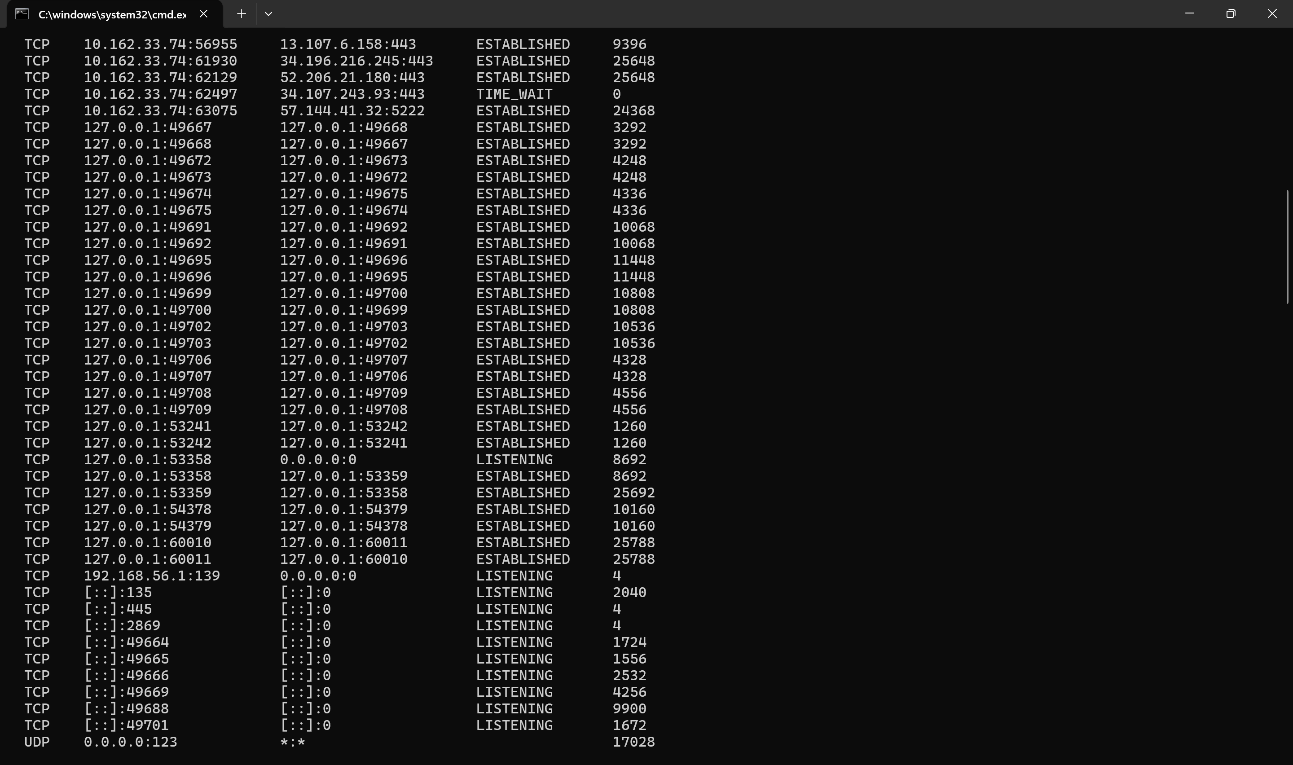 C:\windows\system32\cmd.ex
TCP 10.162.33.74:56955 13.107.6.158:443 ESTABLISHED 9396
TCP 10.162.33.74:61930 34.196.216.245:443 ESTABLISHED 25648
TCP 10.162.33.74:62129 52.206.21.180:443 ESTABLISHED 25648
TCP 10.162.33.74:62497 34.107.243.93:443 TIME_WAIT 0
TCP 10.162.33.74:63075 57.144.41.32:5222 ESTABLISHED 24368
TCP 127.0.0.1:49667 127.0.0.1:49668 ESTABLISHED 3292
TCP 127.0.0.1:49668 127.0.0.1:49667 ESTABLISHED 3292
TCP 127.0.0.1:49672 127.0.0.1:49673 ESTABLISHED 4248
TCP 127.0.0.1:49673 127.0.0.1:49672 ESTABLISHED 4248
TCP 127.0.0.1:49674 127.0.0.1:49675 ESTABLISHED 4336
TCP 127.0.0.1:49675 127.0.0.1:49674 ESTABLISHED 4336
TCP 127.0.0.1:49691 127.0.0.1:49692 ESTABLISHED 10068
TCP 127.0.0.1:49692 127.0.0.1:49691 ESTABLISHED 10068
TCP 127.0.0.1:49695 127.0.0.1:49696 ESTABLISHED 11448
TCP 127.0.0.1:49696 127.0.0.1:49695 ESTABLISHED 11448
TCP 127.0.0.1:49699 127.0.0.1:49700 ESTABLISHED 10808
TCP 127.0.0.1:49700 127.0.0.1:49699 ESTABLISHED 10808
TCP 127.0.0.1:49702 127.0.0.1:49703 ESTABLISHED 10536
TCP 127.0.0.1:49703 127.0.0.1:49702 ESTABLISHED 10536
TCP 127.0.0.1:49706 127.0.0.1:49707 ESTABLISHED 4328
TCP 127.0.0.1:49707 127.0.0.1:49706 ESTABLISHED 4328
TCP 127.0.0.1:49708 127.0.0.1:49709 ESTABLISHED 4556
TCP 127.0.0.1:49709 127.0.0.1:49708 ESTABLISHED 4556
TCP 127.0.0.1:53241 127.0.0.1:53242 ESTABLISHED 1260
TCP 127.0.0.1:53242 127.0.0.1:53241 ESTABLISHED 1260
TCP 127.0.0.1:53358 0.0.0.0:0 LISTENING 8692
TCP 127.0.0.1:53358 127.0.0.1:53359 ESTABLISHED 8692
TCP 127.0.0.1:53359 127.0.0.1:53358 ESTABLISHED 25692
TCP 127.0.0.1:54378 127.0.0.1:54379 ESTABLISHED 10160
TCP 127.0.0.1:54379 127.0.0.1:54378 ESTABLISHED 10160
TCP 127.0.0.1:60010 127.0.0.1:60011 ESTABLISHED 25788
TCP 127.0.0.1:60011 127.0.0.1:60010 ESTABLISHED 25788
TCP 192.168.56.1:139 0.0.0.0:0 LISTENING 4
TCP [::]:135 [::]:0 LISTENING 2040
TCP [::]:445 [::]:0 LISTENING 4
TCP [::]:2869 [::]:0 LISTENING 4
TCP [::]:49664 [::]:0 LISTENING 1724
TCP [::]:49665 [::]:0 LISTENING 1556
TCP [::]:49666 [::]:0 LISTENING 2532
TCP [::]:49669 [::]:0 LISTENING 4256
TCP [::]:49688 [::]:0 LISTENING 9900
TCP [::]:49701 [::]:0 LISTENING 1672
UDP 0.0.0.0:123 *:* 17028